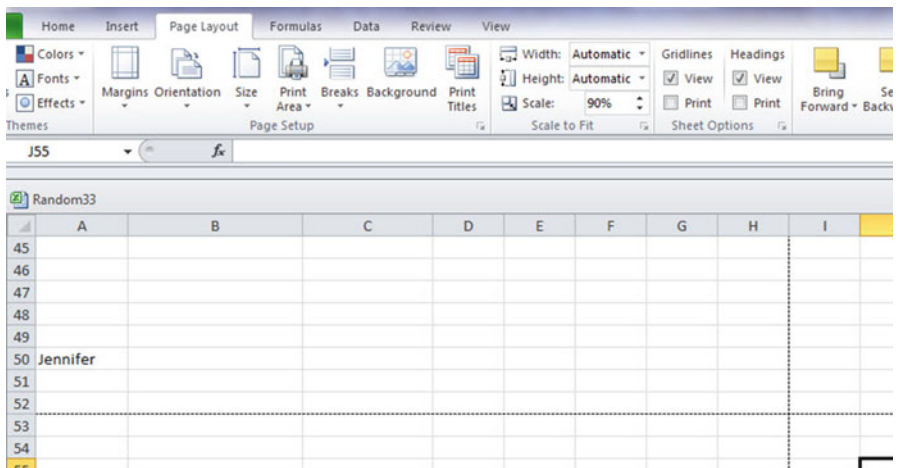 Home Insert Page Layout Formulas Data Review View
Colors Width: Automatic Gridlines Headings
A Fonts Height: Automatic View View
Effects Margins Orientation Size Print Area Breaks Background Print Titles Scale: 90% Print Print Bring Forward
Themes Page Setup Scale to Fit Sheet Options
J55 fx
Random33
A B C D E F G H I
45
46
47
48
49
50 Jennifer
51
52
53
54